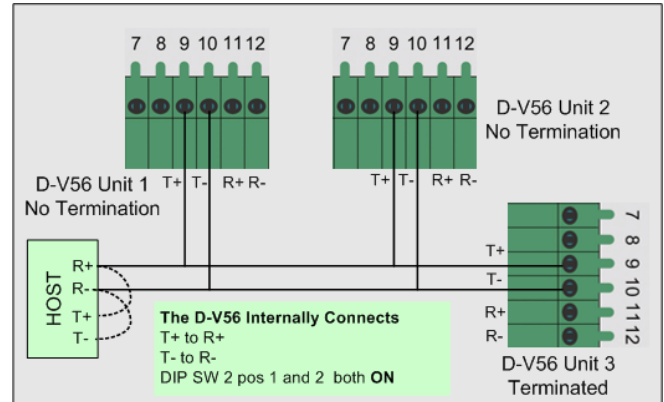 7 8 9 10 11 12
7 8 9 10 11 12
D-V56 Unit 2
No Termination
T+ T- R+ R-
T+ T- R+ R-
D-V56 Unit 1
No Termination
HOST
R+
R-
T+
T-
The D-V56 Internally Connects
T+ to R+
T- to R-
DIP SW 2 pos 1 and 2 both ON
T+
T-
R+
R-
7
8
9
10
11
12
D-V56 Unit 3
Terminated